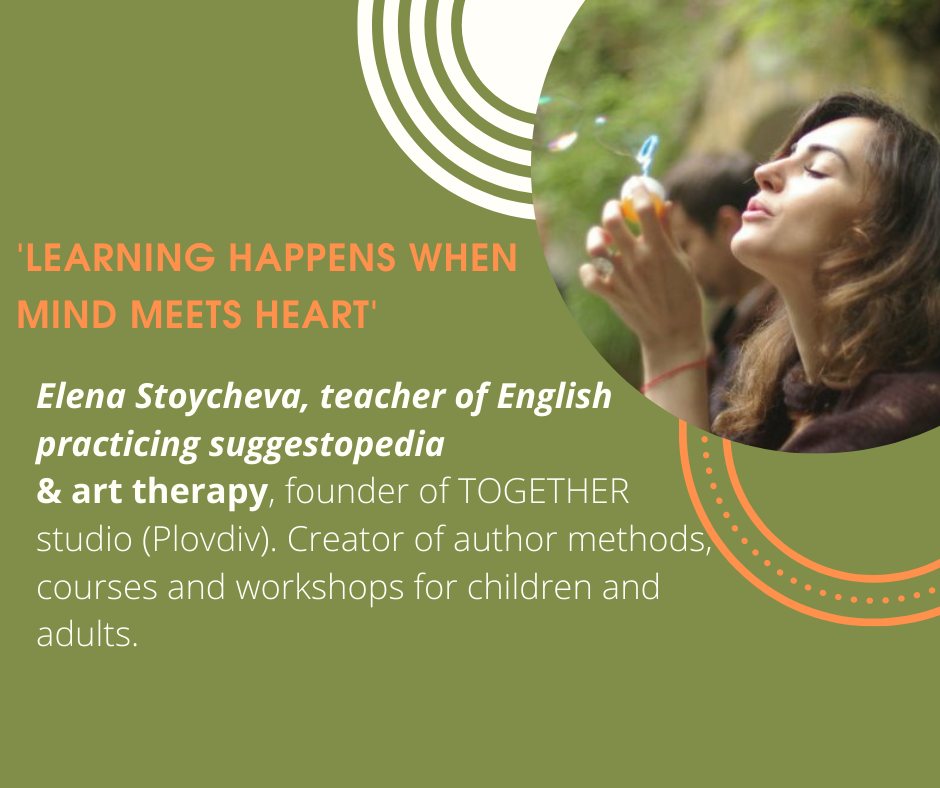 'LEARNING HAPPENS WHEN
MIND MEETS HEART'
Elena Stoycheva, teacher of English
practicing suggestopedia
& art therapy, founder of TOGETHER
studio (Plovdiv). Creator of author methods,
courses and workshops for children and
adults.